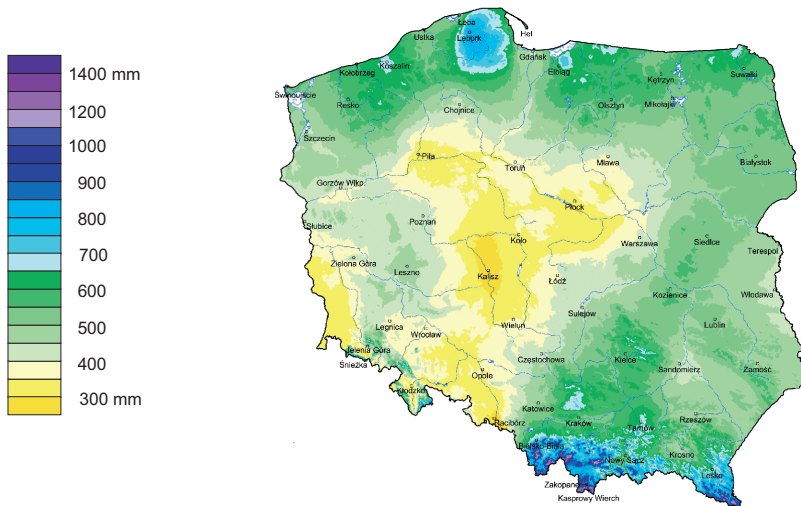 1400 mm
1200
1000
900
800
700
600
500
400
300 mm
Łeba
Hel
Ustka
Lębork
Gdańsk
Koszalin
Kołobrzeg
Elbląg
Kętrzyn
Suwałki
Świnoujście
Resko
Chojnice
Olsztyn
Mikołajki
Szczecin
Piła
Toruń
Mława
Białystok
Gorzów Wlkp.
Płock
Słubice
Poznań
Koło
Warszawa
Siedlce
Terespol
Zielona Góra
Leszno
Kalisz
Łódź
Kozienice
Włodawa
Legnica
Wrocław
Wieluń
Sulejow
Lublin
Jelenia Góra
Śnieżka
Częstochowa
Kielce
Sandomierz
Zamość
Kłodzko
Opole
Katowice
Racibórz
Kraków
Tarnów
Rzeszów
Bielsko Biała
Nowy Sącz
Krosno
Lesko
Zakopane
Kasprowy Wierch